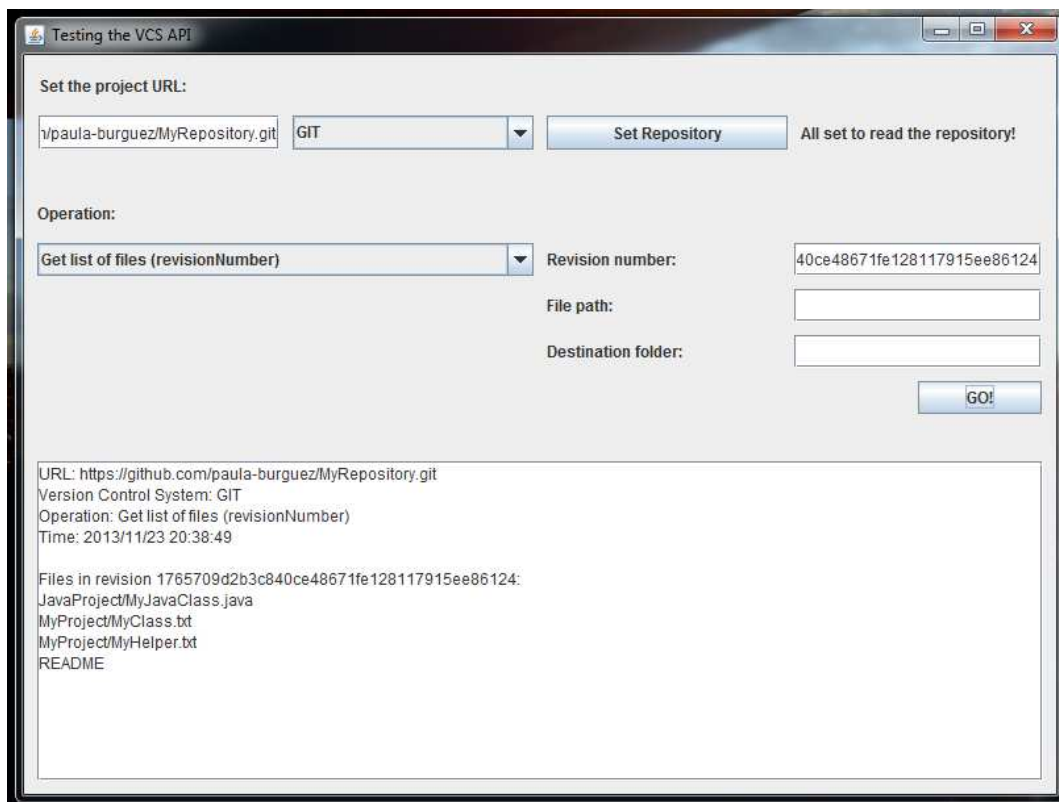 Testing the VCS API
Set the project URL:
/paula-burguez/MyRepository.git GIT Set Repository All set to read the repository!
Operation:
Get list of files (revisionNumber) Revision number: 40ce48671fe128117915ee86124
File path:
Destination folder:
GO!
URL: https://github.com/paula-burguez/MyRepository.git
Version Control System: GIT
Operation: Get list of files (revisionNumber)
Time: 2013/11/23 20:38:49
Files in revision 1765709d2b3c840ce48671fe128117915ee86124:
JavaProject/MyJavaClass.java
MyProject/MyClass.txt
MyProject/MyHelper.txt
README